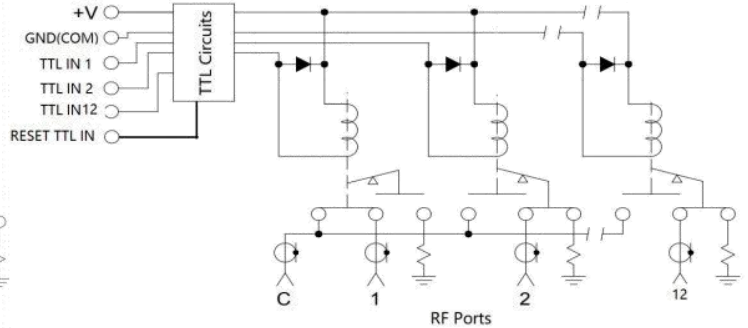 +V
GND(COM)
TTL IN 1
TTL IN 2
TTL IN12
RESET TTL IN
TTL Circuits
C
1
2
12
RF Ports